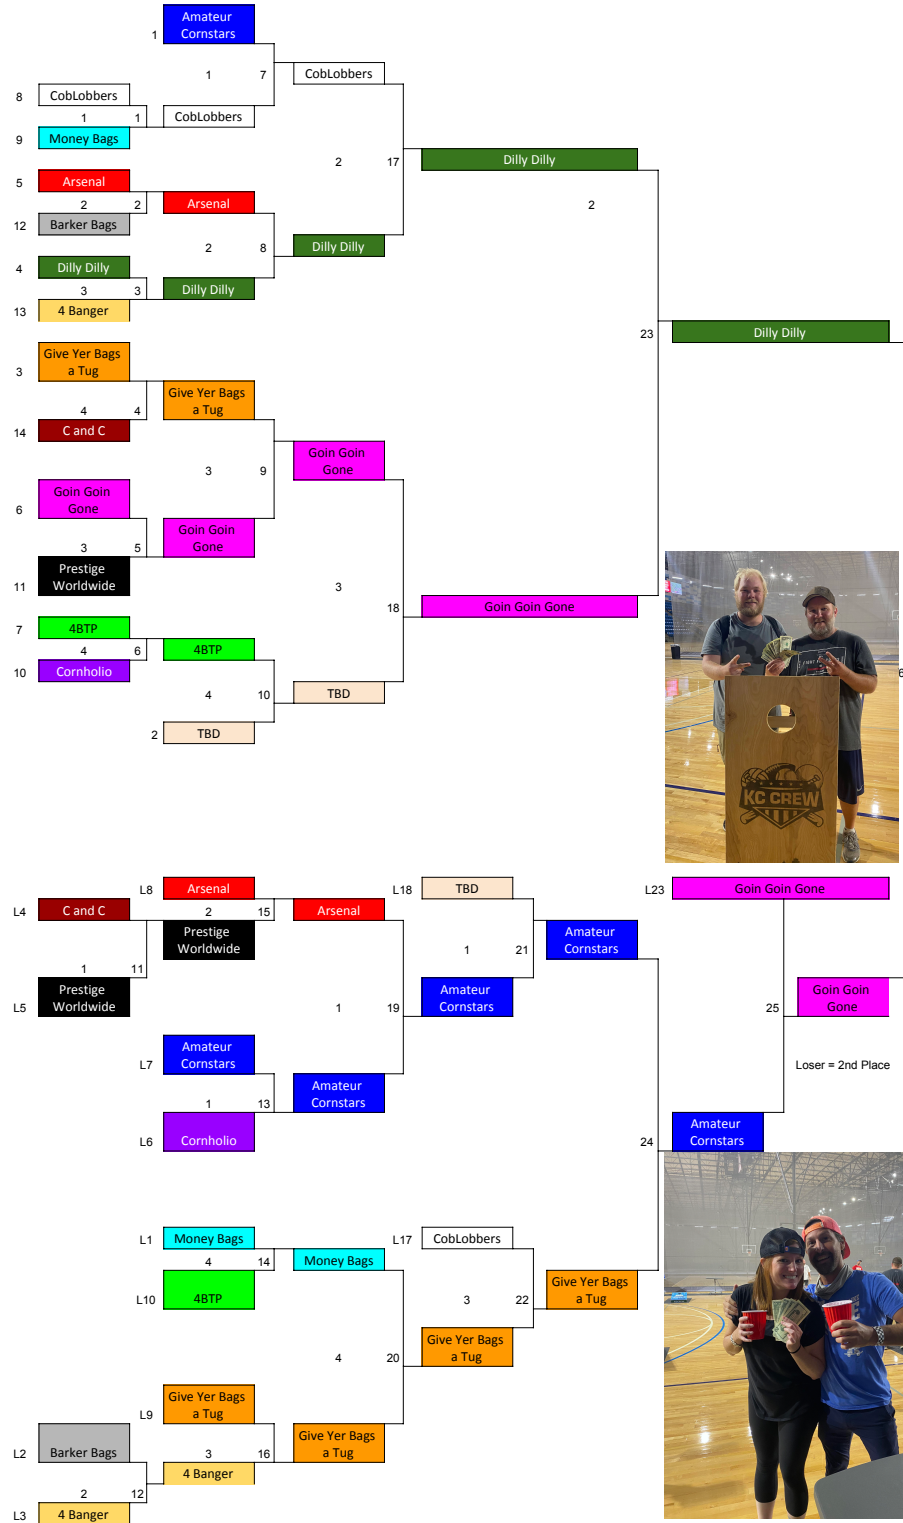 Amateur
Cornstars
1
1
7
CobLobbers
8
CobLobbers
1
1
CobLobbers
9
Money Bags
2
17
Dilly Dilly
5
Arsenal
2
2
Arsenal
2
12
Barker Bags
2
8
Dilly Dilly
4
Dilly Dilly
3
3
Dilly Dilly
13
4 Banger
23
Dilly Dilly
3
Give Yer Bags
a Tug
4
4
Give Yer Bags
a Tug
14
C and C
3
9
Goin Goin
Gone
6
Goin Goin
Gone
3
5
Goin Goin
Gone
11
Prestige
Worldwide
3
18
Goin Goin Gone
7
4BTP
4
6
4BTP
10
Cornholio
4
10
TBD
2
TBD
6
KC CREW
L8
Arsenal
L18
TBD
L23
Goin Goin Gone
L4
C and C
2
15
Arsenal
Prestige
Worldwide
1
11
1
21
Amateur
Cornstars
L5
Prestige
Worldwide
1
19
Amateur
Cornstars
25
Goin Goin
Gone
L7
Amateur
Cornstars
1
13
Amateur
Cornstars
Loser = 2nd Place
L6
Cornholio
24
Amateur
Cornstars
L1
Money Bags
4
14
Money Bags
L17
CobLobbers
L10
4BTP
3
22
Give Yer Bags
a Tug
4
20
Give Yer Bags
a Tug
L9
Give Yer Bags
a Tug
L2
Barker Bags
3
16
Give Yer Bags
a Tug
2
12
4 Banger
L3
4 Banger